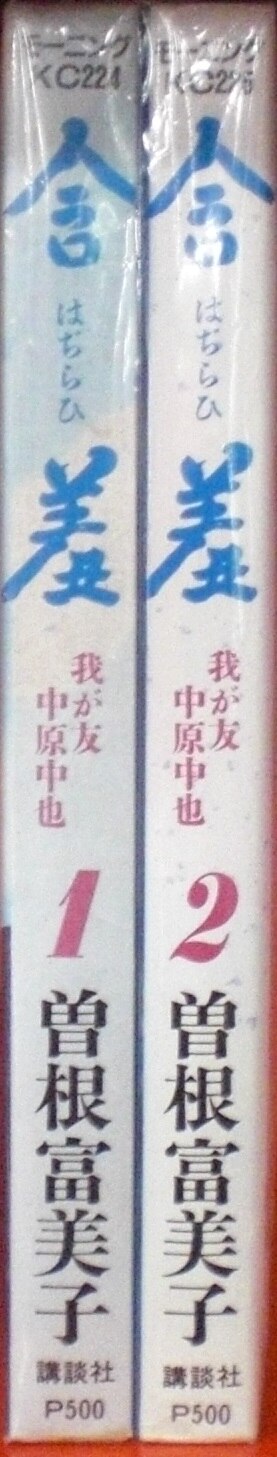 モーニング
KC224
含羞
はぢらひ
我が友
中原中也
1
曽根富美子
講談社
P500
モーニング
KC226
含羞
はぢらひ
我が友
中原中也
2
曽根富美子
講談社
P500